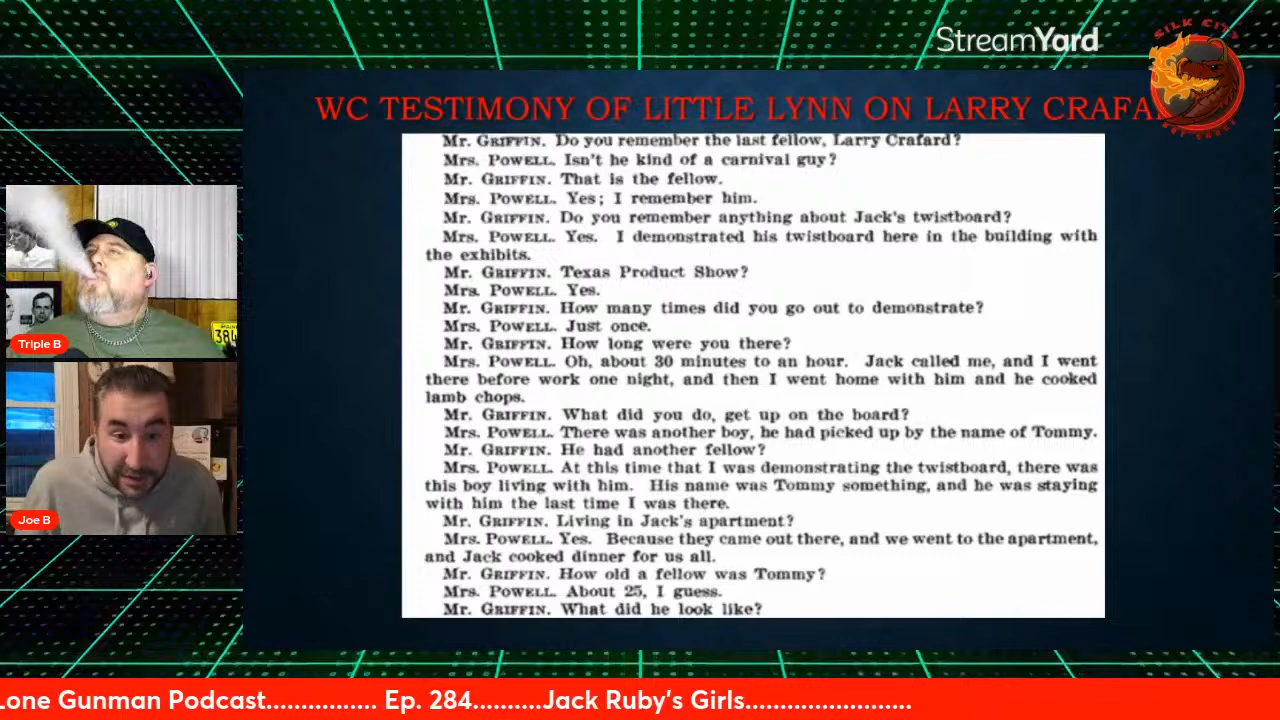 StreamYard
SILK CITY
WC TESTIMONY OF LITTLE LYNN ON LARRY CRAFA
Mr. GRIFFIN. Do you remember the last fellow, Larry Crafard?
Mrs. POWELL. Isn't he kind of a carnival guy?
Mr. GRIFFIN. That is the fellow.
Mrs. POWELL. Yes; I remember him.
Mr. GRIFFIN. Do you remember anything about Jack's twistboard?
Mrs. POWELL. Yes. I demonstrated his twistboard here in the building with
the exhibits.
Mr. GRIFFIN. Texas Product Show?
Mrs. POWELL. Yes.
Mr. GRIFFIN. How many times did you go out to demonstrate?
Mrs. POWELL. Just once.
Mr. GRIFFIN. How long were you there?
Mrs. POWELL. Oh, about 30 minutes to an hour. Jack called me, and I went
there before work one night, and then I went home with him and he cooked
lamb chops.
Mr. GRIFFIN. What did you do, get up on the board?
Mrs. POWELL. There was another boy, he had picked up by the name of Tommy.
Mr. GRIFFIN. He had another fellow?
Mrs. POWELL. At this time that I was demonstrating the twistboard, there was
this boy living with him. His name was Tommy something, and he was staying
with him the last time I was there.
Mr. GRIFFIN. Living in Jack's apartment?
Mrs. POWELL. Yes. Because they came out there, and we went to the apartment,
and Jack cooked dinner for us all.
Mr. GRIFFIN. How old a fellow was Tommy?
Mrs. POWELL. About 25, I guess.
Mr. GRIFFIN. What did he look like?
384
Triple B
Joe B
Lone Gunman Podcast................ Ep. 284..........Jack Ruby's Girls.......................